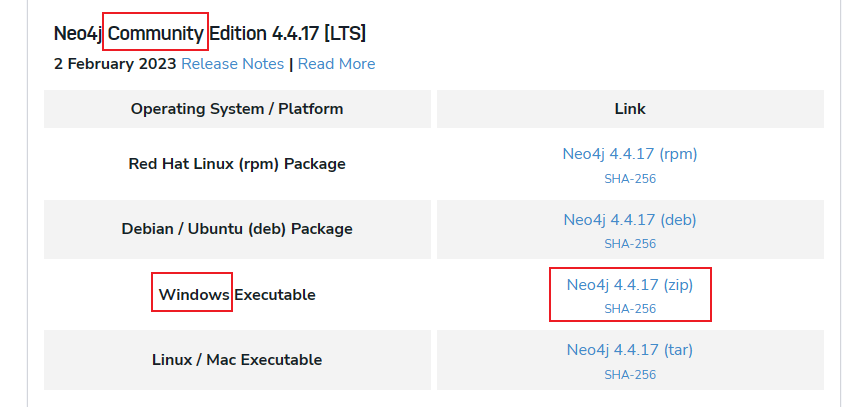 Neo4j Community Edition 4.4.17 [LTS]
2 February 2023 Release Notes | Read More
Operating System / Platform Link
Red Hat Linux (rpm) Package Neo4j 4.4.17 (rpm)
SHA-256
Debian / Ubuntu (deb) Package Neo4j 4.4.17 (deb)
SHA-256
Windows Executable Neo4j 4.4.17 (zip)
SHA-256
Linux / Mac Executable Neo4j 4.4.17 (tar)
SHA-256